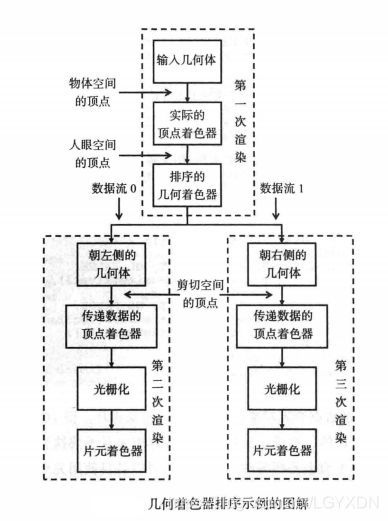 输入几何体
物体空间
的顶点
第一次渲染
实际的
顶点着色器
人眼空间
的顶点
排序的
几何着色器
数据流 0
数据流 1
朝左侧的
几何体
朝右侧的
几何体
剪切空间
的顶点
传递数据的
顶点着色器
传递数据的
顶点着色器
第二次渲染
第三次渲染
光栅化
光栅化
片元着色器
片元着色器
几何着色器排序示例的图解
LGYXDN